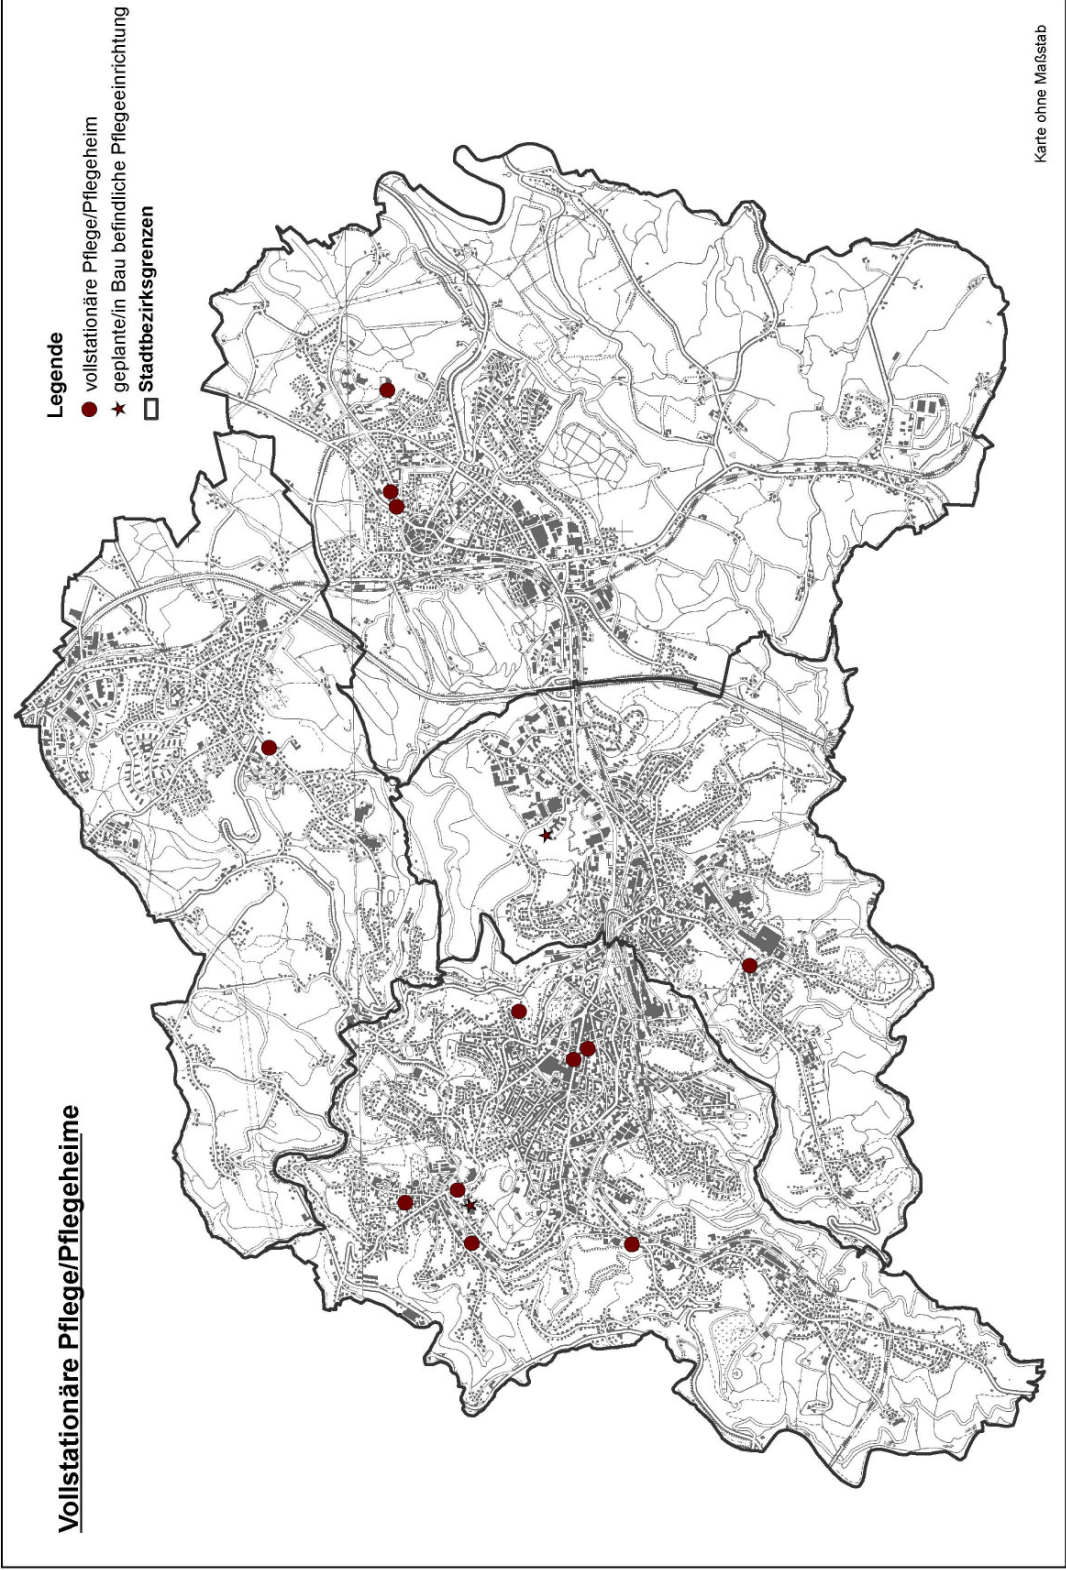 Vollstationäre Pflege/Pflegeheime
Legende
vollstationäre Pflege/Pflegeheim
geplante/in Bau befindliche Pflegeeinrichtung
Stadtbezirksgrenzen
Karte ohne Maßstab